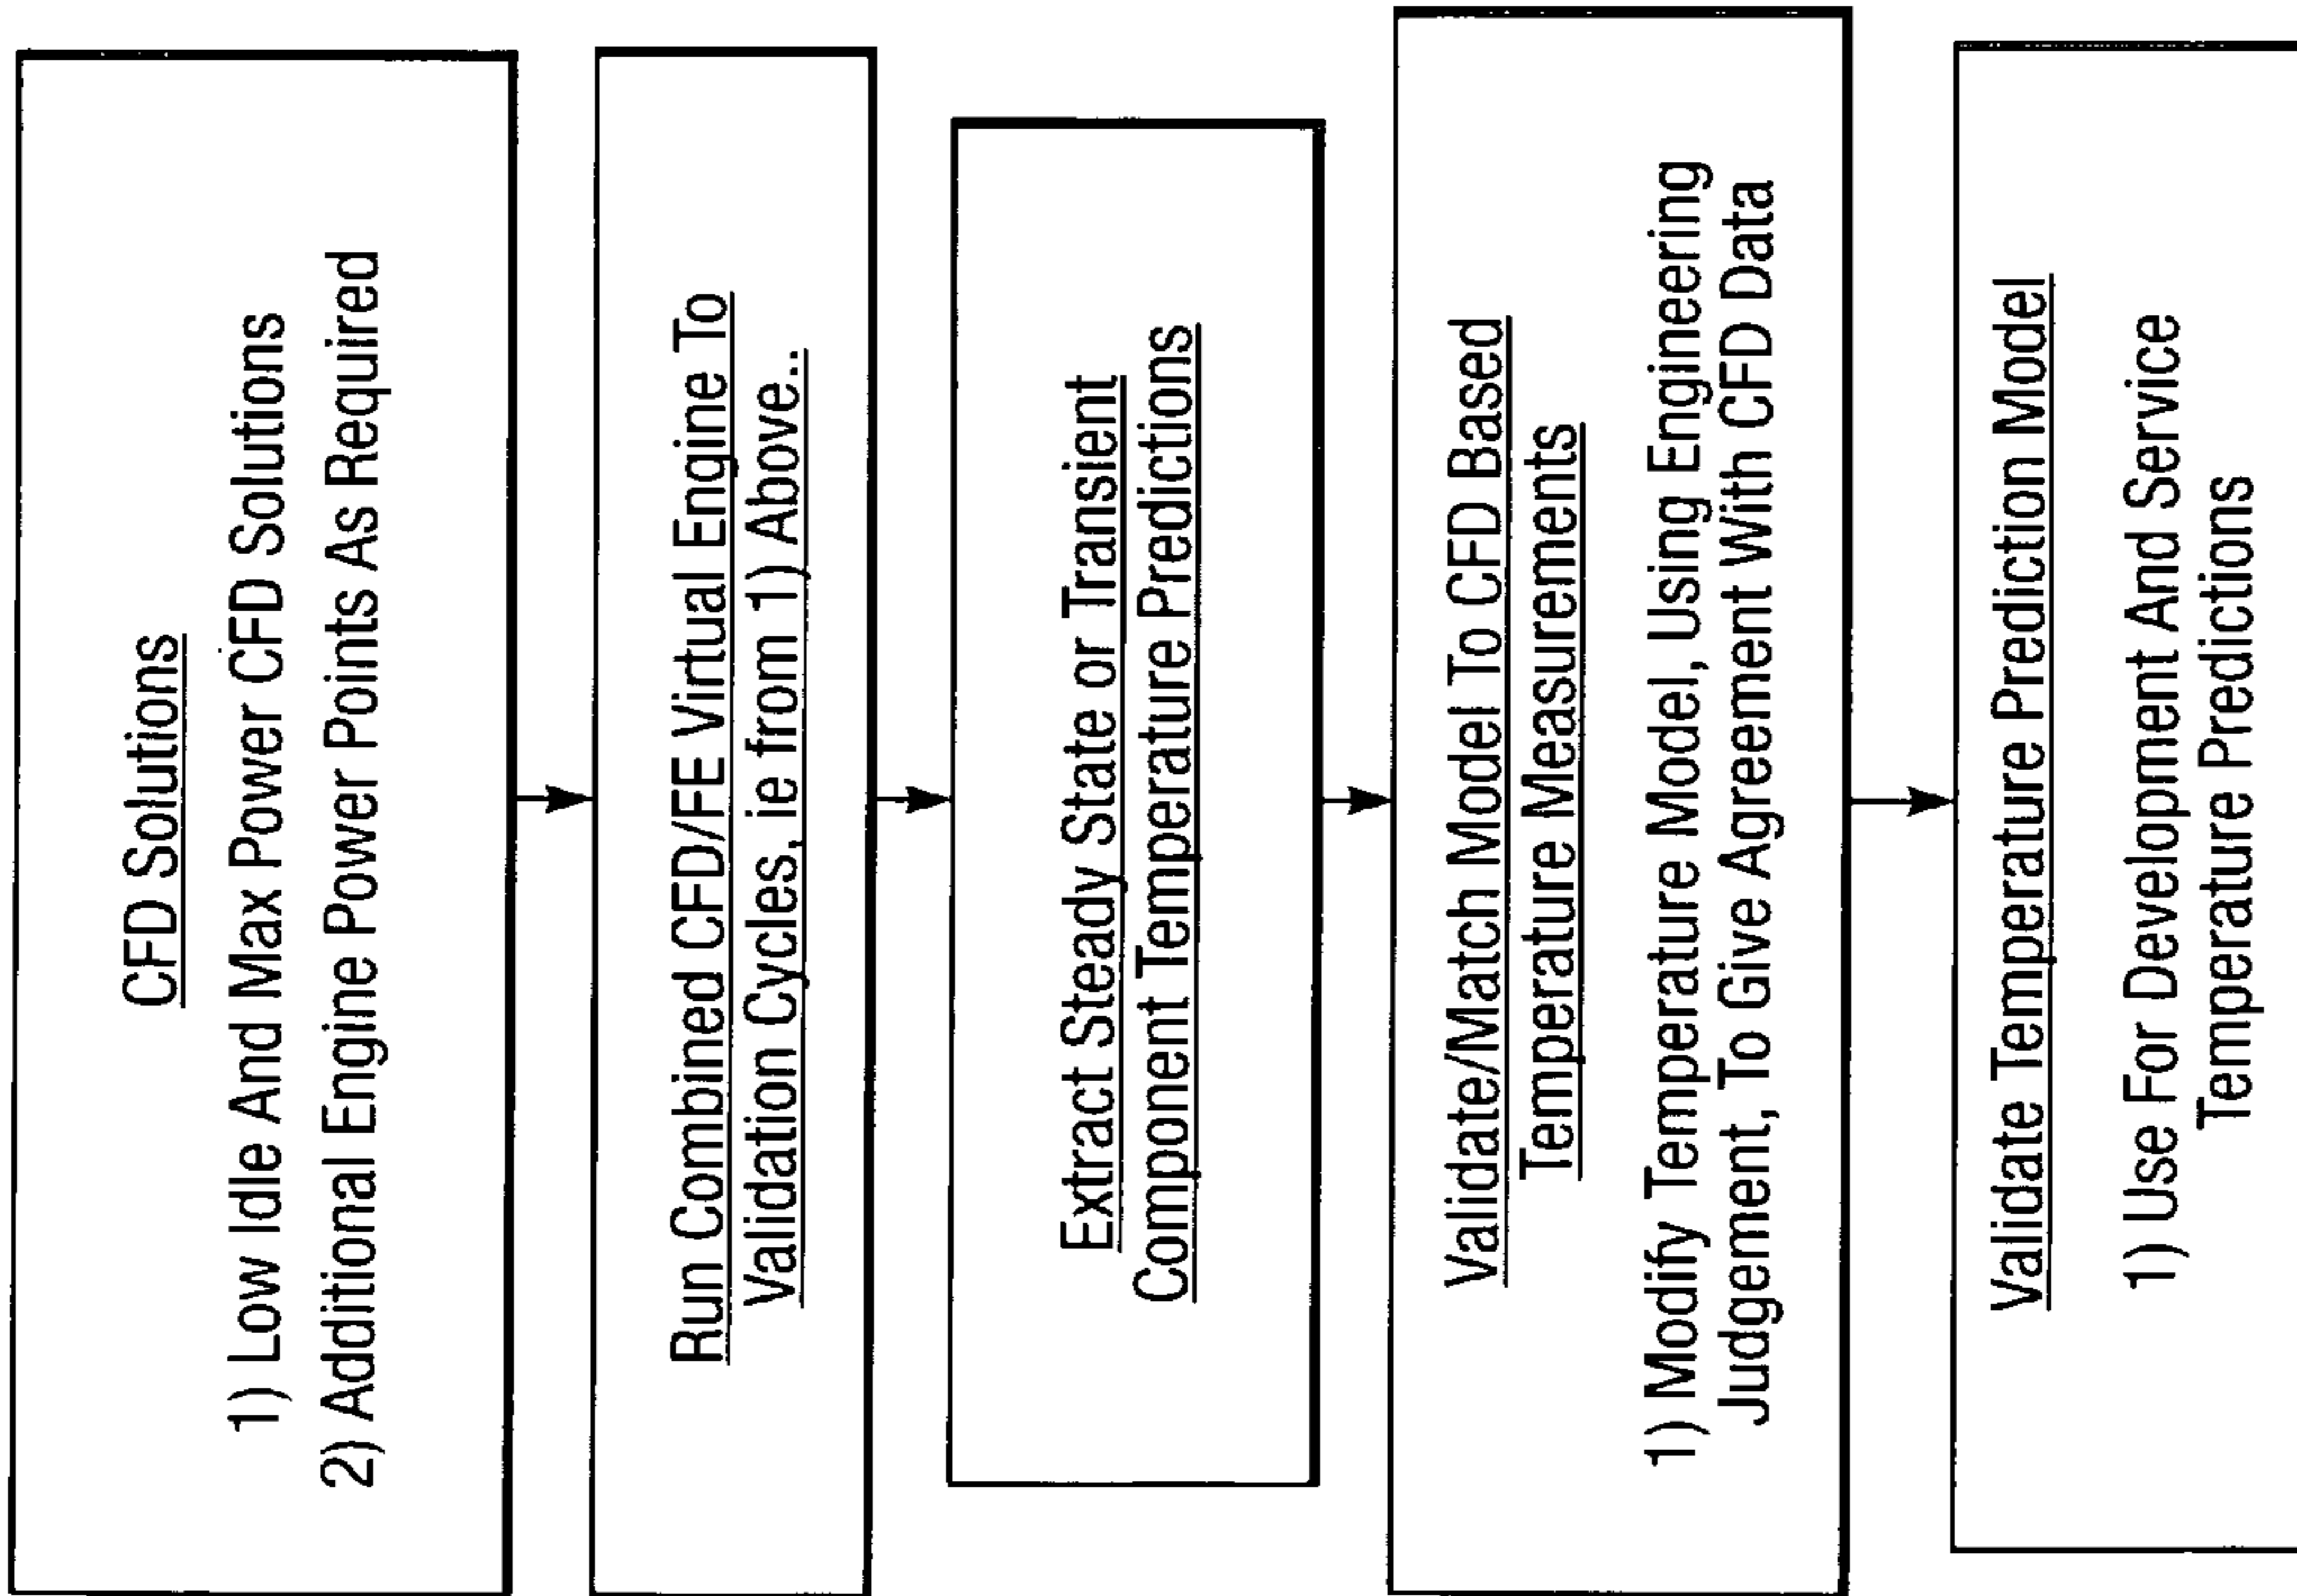 CFD Solutions
1) Low Idle And Max Power CFD Solutions
2) Additional Engine Power Points As Required
Run Combined CFD/FE Virtual Engine To
Validation Cycles, ie from 1) Above..
Extract Steady State or Transient
Component Temperature Predictions
Validate/Match Model To CFD Based
Temperature Measurements
1) Modify Temperature Model, Using Engineering
Judgement, To Give Agreement With CFD Data
Validate Temperature Prediction Model
1) Use For Development And Service
Temperature Predictions